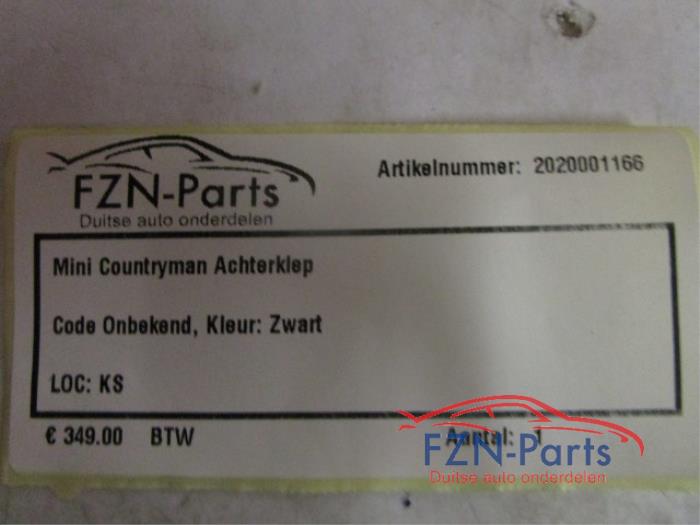 FZN-Parts
Duitse auto onderdelen
Artikelnummer: 2020001166
Mini Countryman Achterklep
Code Onbekend, Kleur: Zwart
LOC: KS
€ 349.00 BTW
Aantal: 1
FZN-Parts
Duitse auto onderdelen